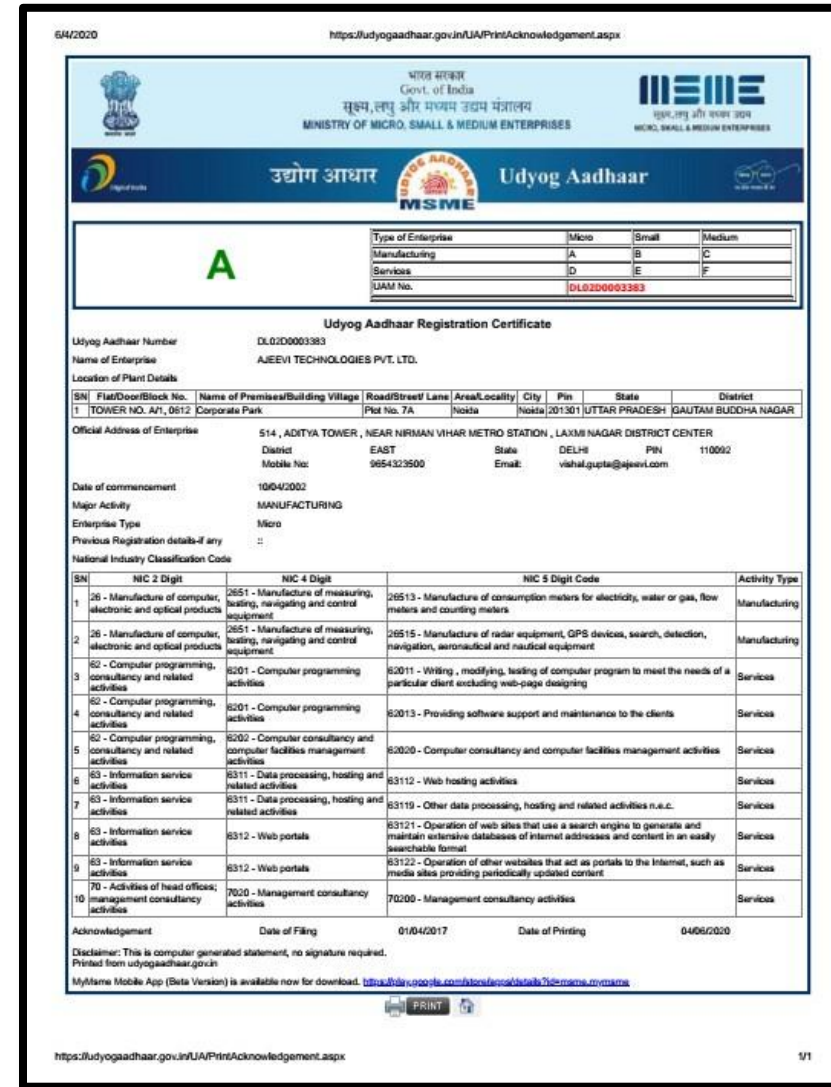 6/4/2020 https://udyogaadhaar.gov.in/UA/PrintAcknowledgement.aspx
भारत सरकार
Govt. of India
सूक्ष्म,लघु और मध्यम उद्यम मंत्रालय
MINISTRY OF MICRO, SMALL & MEDIUM ENTERPRISES
सूक्ष्म,लघु और मध्यम उद्यम
MICRO, SMALL & MEDIUM ENTERPRISES
Digital India
उद्योग आधार
UDYOG AADHAAR
MSME
Udyog Aadhaar
A
Type of Enterprise Micro Small Medium
Manufacturing A B C
Services D E F
UAM No. DL02D0003383
Udyog Aadhaar Registration Certificate
Udyog Aadhaar Number DL02D0003383
Name of Enterprise AJEEVI TECHNOLOGIES PVT. LTD.
Location of Plant Details
SN Flat/Door/Block No. Name of Premises/Building Village Road/Street/ Lane Area/Locality City Pin State District
1 TOWER NO. A/1, 0612 Corporate Park Plot No. 7A Noida Noida 201301 UTTAR PRADESH GAUTAM BUDDHA NAGAR
Official Address of Enterprise 514 , ADITYA TOWER , NEAR NIRMAN VIHAR METRO STATION , LAXMI NAGAR DISTRICT CENTER
District EAST State DELHI PIN 110092
Mobile No: 9654323500 Email: vishal.gupta@ajeevi.com
Date of commencement 10/04/2002
Major Activity MANUFACTURING
Enterprise Type Micro
Previous Registration details-if any ::
National Industry Classification Code
SN NIC 2 Digit NIC 4 Digit NIC 5 Digit Code Activity Type
1 26 - Manufacture of computer, electronic and optical products 2651 - Manufacture of measuring, testing, navigating and control equipment 26513 - Manufacture of consumption meters for electricity, water or gas, flow meters and counting meters Manufacturing
2 26 - Manufacture of computer, electronic and optical products 2651 - Manufacture of measuring, testing, navigating and control equipment 26515 - Manufacture of radar equipment, GPS devices, search, detection, navigation, aeronautical and nautical equipment Manufacturing
3 62 - Computer programming, consultancy and related activities 6201 - Computer programming activities 62011 - Writing , modifying, testing of computer program to meet the needs of a particular client excluding web-page designing Services
4 62 - Computer programming, consultancy and related activities 6201 - Computer programming activities 62013 - Providing software support and maintenance to the clients Services
5 62 - Computer programming, consultancy and related activities 6202 - Computer consultancy and computer facilities management activities 62020 - Computer consultancy and computer facilities management activities Services
6 63 - Information service activities 6311 - Data processing, hosting and related activities 63112 - Web hosting activities Services
7 63 - Information service activities 6311 - Data processing, hosting and related activities 63119 - Other data processing, hosting and related activities n.e.c. Services
8 63 - Information service activities 6312 - Web portals 63121 - Operation of web sites that use a search engine to generate and maintain extensive databases of internet addresses and content in an easily searchable format Services
9 63 - Information service activities 6312 - Web portals 63122 - Operation of other websites that act as portals to the Internet, such as media sites providing periodically updated content Services
10 70 - Activities of head offices; management consultancy activities 7020 - Management consultancy activities 70200 - Management consultancy activities Services
Acknowledgement Date of Filing 01/04/2017 Date of Printing 04/06/2020
Disclaimer: This is computer generated statement, no signature required.
Printed from udyogaadhaar.gov.in
MyMsme Mobile App (Beta Version) is available now for download. https://play.google.com/store/apps/details?id=msme.mymsme
PRINT
https://udyogaadhaar.gov.in/UA/PrintAcknowledgement.aspx 1/1